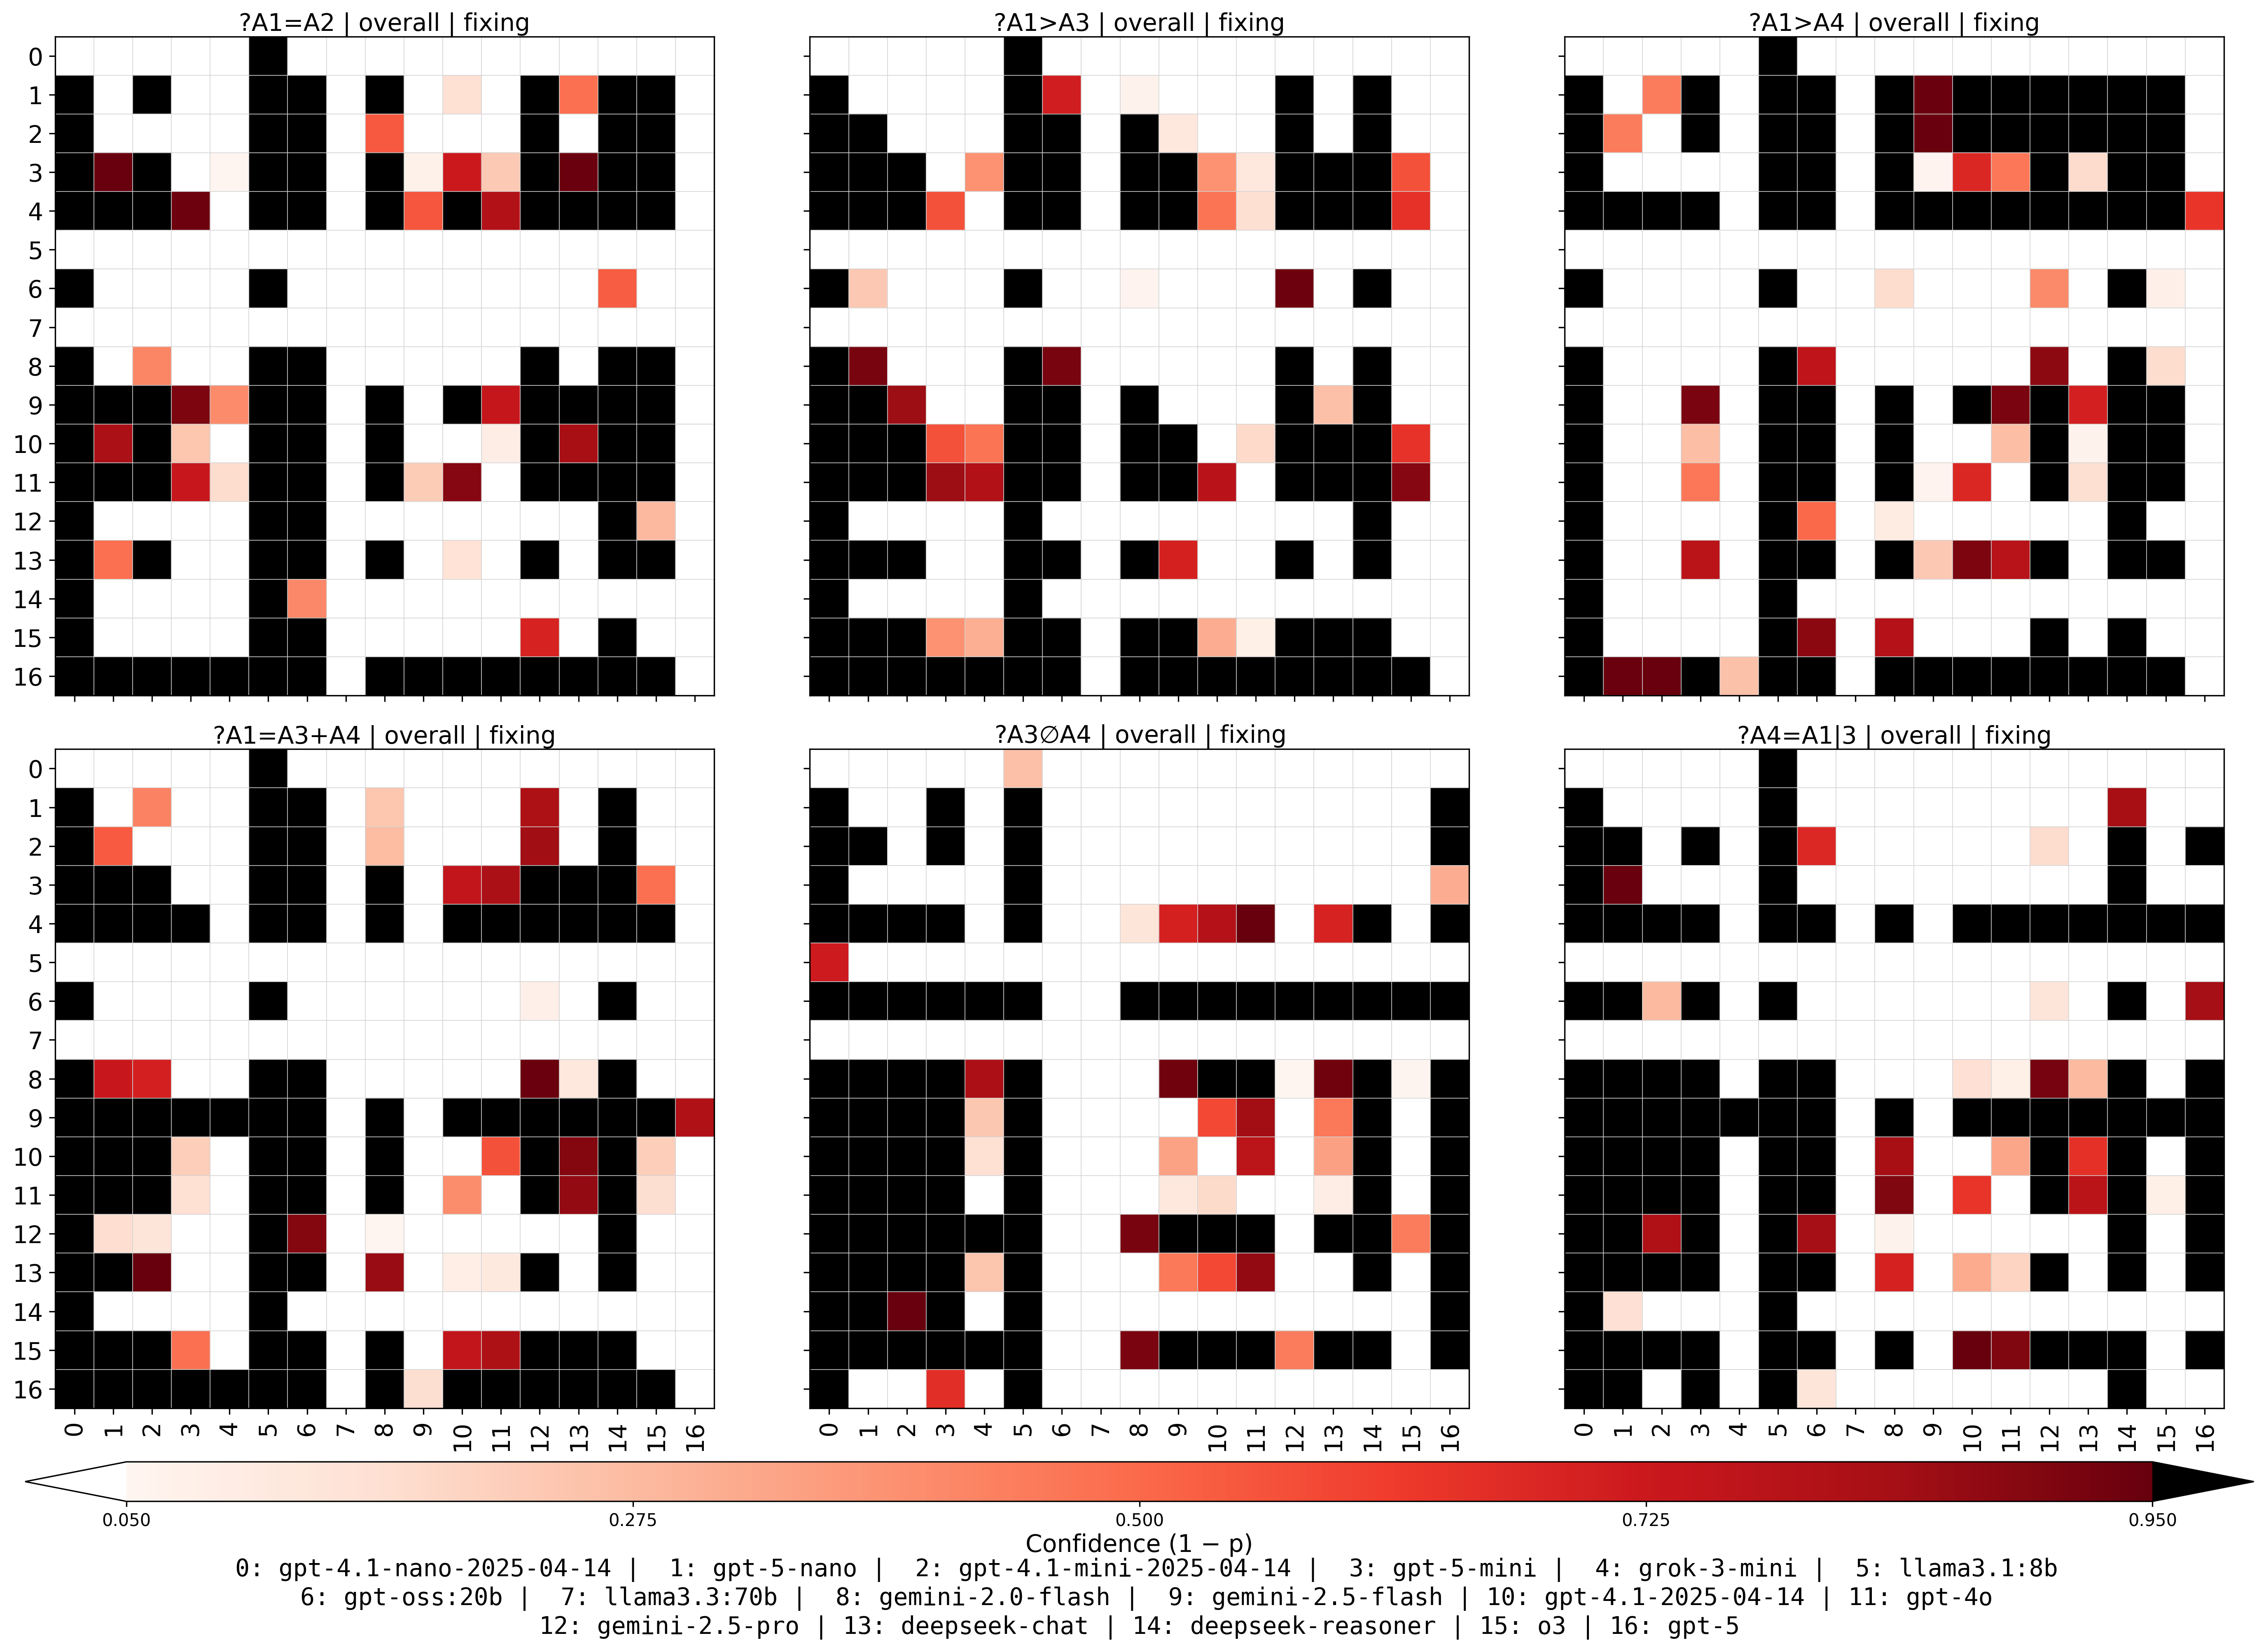 ?A1=A2 | overall | fixing
?A1>A3 | overall | fixing
?A1>A4 | overall | fixing
0
1
2
3
4
5
6
7
8
9
10
11
12
13
14
15
16
?A1=A3+A4 | overall | fixing
?A3∅A4 | overall | fixing
?A4=A1|3 | overall | fixing
0
1
2
3
4
5
6
7
8
9
10
11
12
13
14
15
16
0 1 2 3 4 5 6 7 8 9 10 11 12 13 14 15 16
0 1 2 3 4 5 6 7 8 9 10 11 12 13 14 15 16
0 1 2 3 4 5 6 7 8 9 10 11 12 13 14 15 16
0.050 0.275 0.500 0.725 0.950
Confidence (1 − p)
0: gpt-4.1-nano-2025-04-14 | 1: gpt-5-nano | 2: gpt-4.1-mini-2025-04-14 | 3: gpt-5-mini | 4: grok-3-mini | 5: llama3.1:8b
6: gpt-oss:20b | 7: llama3.3:70b | 8: gemini-2.0-flash | 9: gemini-2.5-flash | 10: gpt-4.1-2025-04-14 | 11: gpt-4o
12: gemini-2.5-pro | 13: deepseek-chat | 14: deepseek-reasoner | 15: o3 | 16: gpt-5